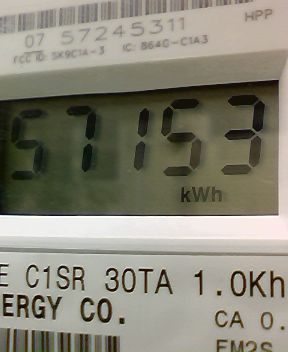 HPP
07 57245311
FCC ID: SK9C1A-3 IC: 864G-C1A3
57153
kWh
E C1SR 30TA 1.0Kh
ERGY CO.
CA 0.
EM2S